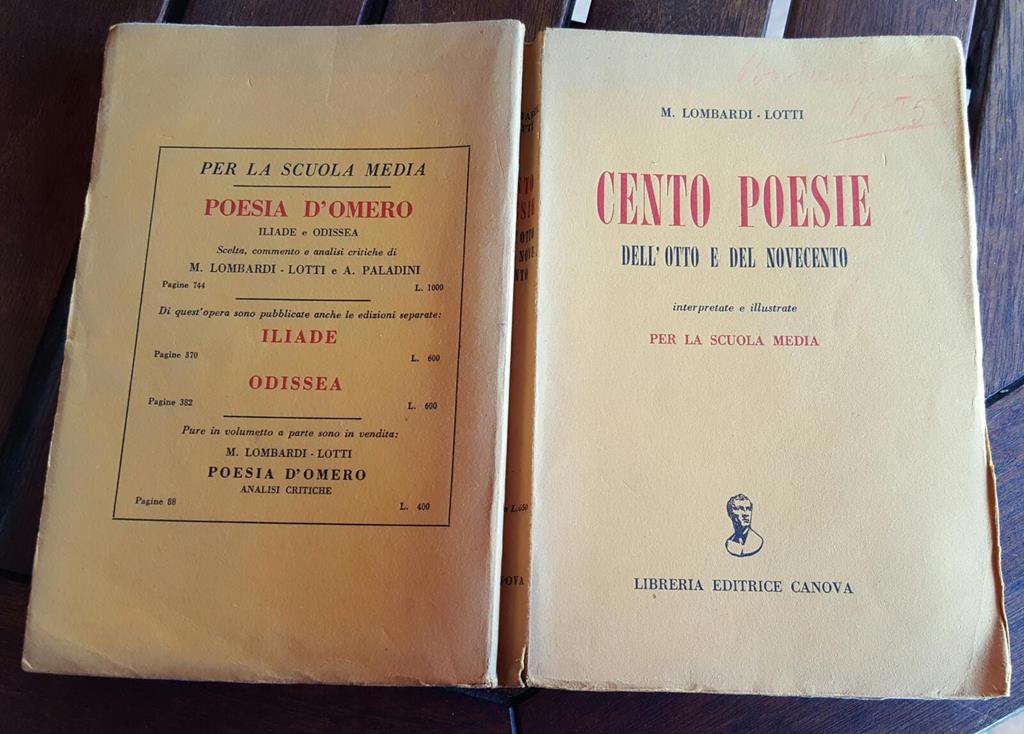 PER LA SCUOLA MEDIA
POESIA D'OMERO
ILIADE e ODISSEA
Scelta, commento e analisi critiche di
M. LOMBARDI - LOTTI e A. PALADINI
Pagine 744 L. 1000
Di quest'opera sono pubblicate anche le edizioni separate:
ILIADE
Pagine 370 L. 600
ODISSEA
Pagine 382 L. 600
Pure in volumetto a parte sono in vendita:
M. LOMBARDI - LOTTI
POESIA D'OMERO
ANALISI CRITICHE
Pagine 88 L. 400
M. LOMBARDI - LOTTI
CENTO POESIE
DELL'OTTO E DEL NOVECENTO
interpretate e illustrate
PER LA SCUOLA MEDIA
LIBRERIA EDITRICE CANOVA